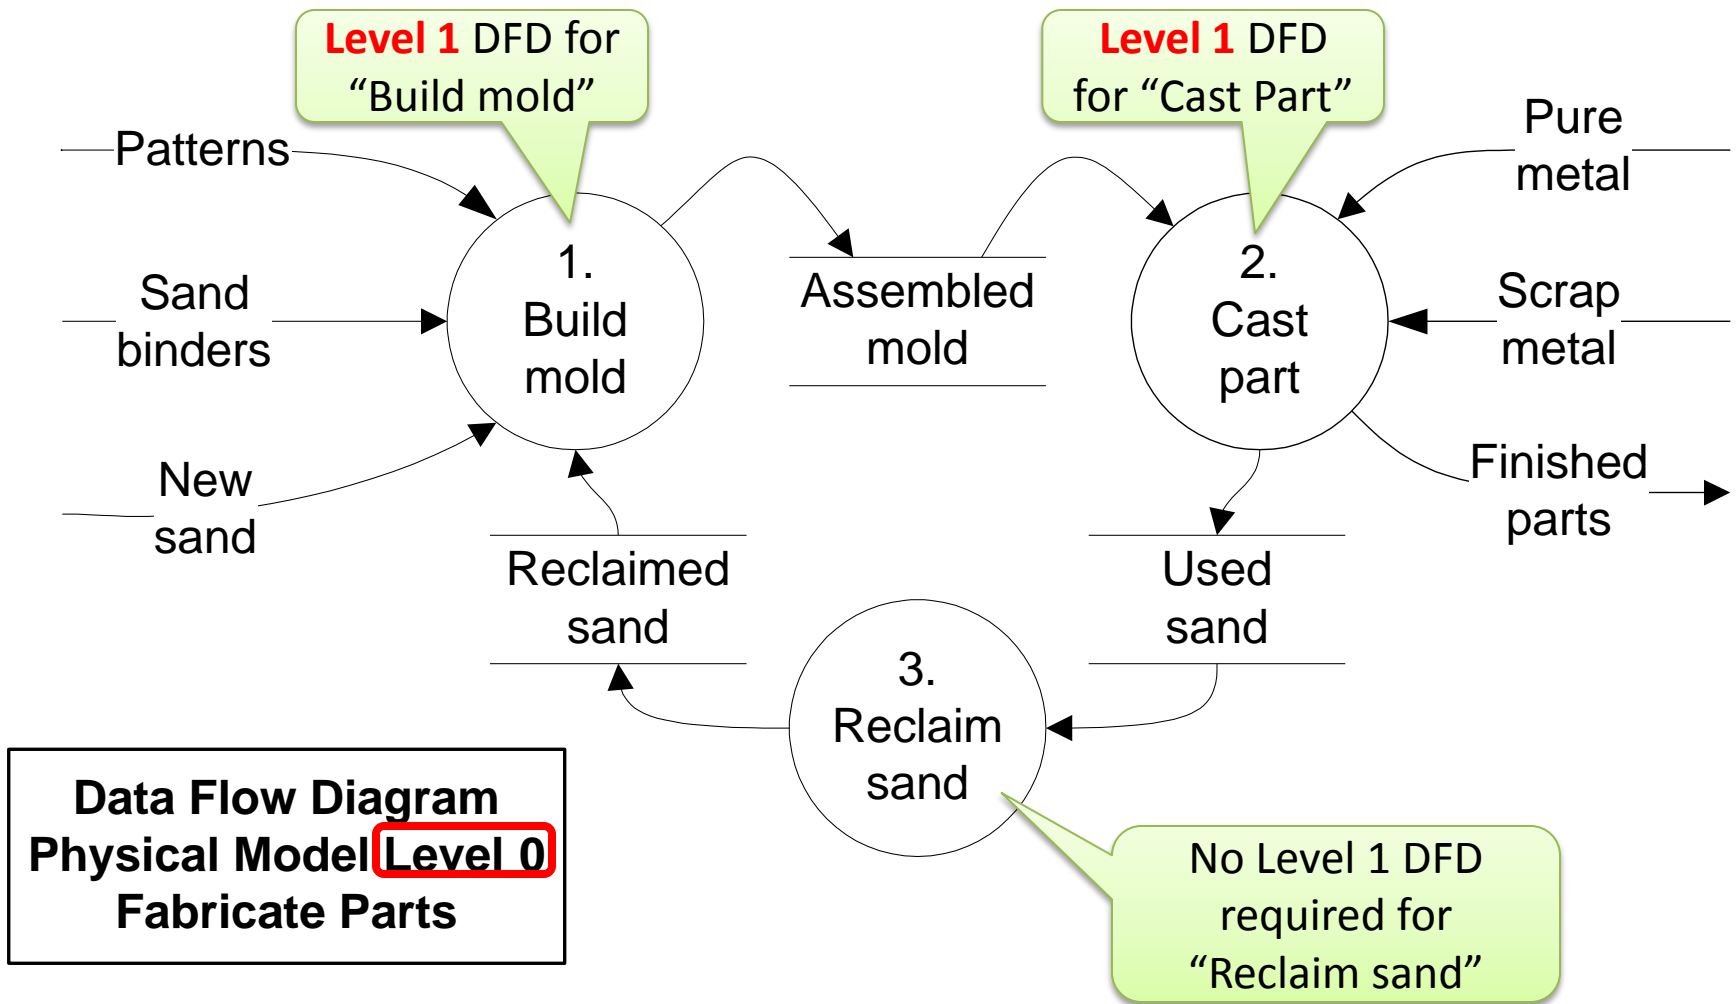 Level 1 DFD for
“Build mold”
Level 1 DFD
for “Cast Part”
Patterns
Pure
metal
1.
Build
mold
2.
Cast
part
Sand
binders
Assembled
mold
Scrap
metal
New
sand
Finished
parts
Reclaimed
sand
Used
sand
3.
Reclaim
sand
Data Flow Diagram
Physical Model Level 0
Fabricate Parts
No Level 1 DFD
required for
“Reclaim sand”